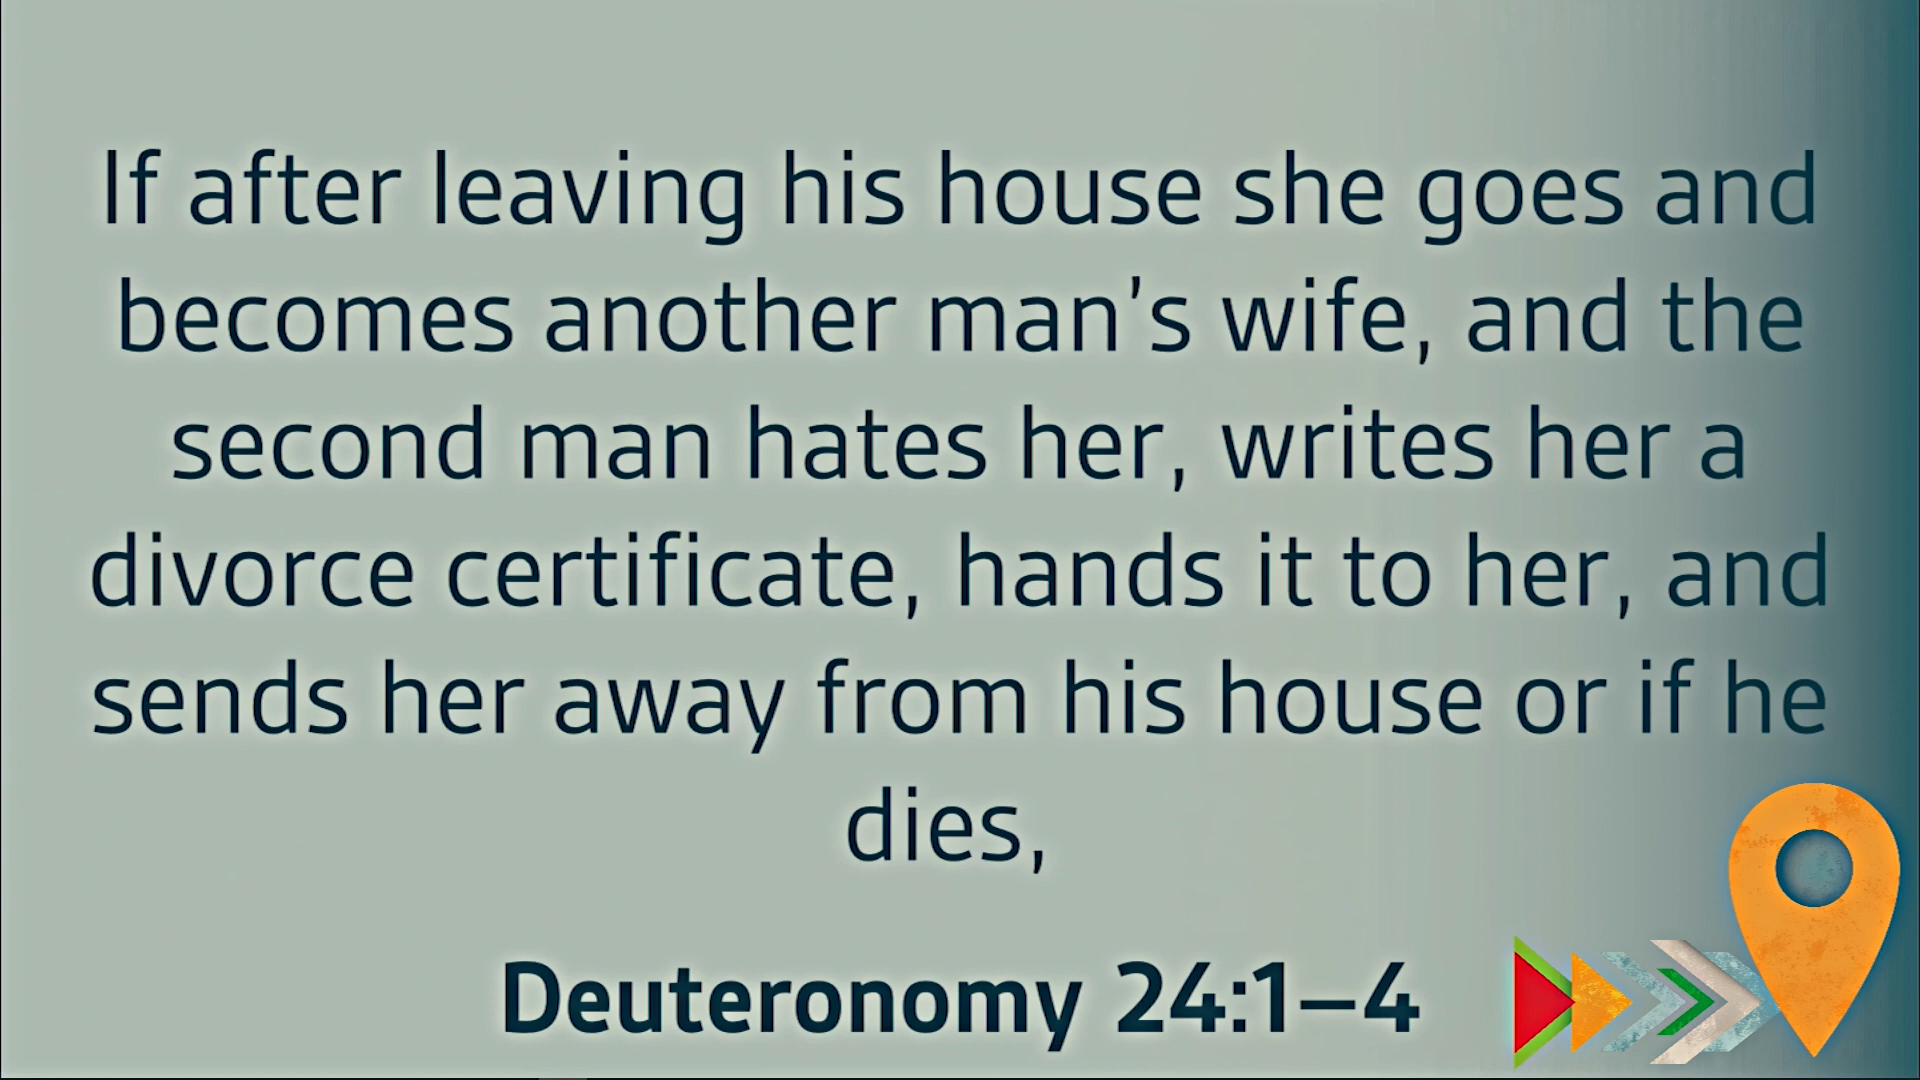 If after leaving his house she goes and
becomes another man’s wife, and the
second man hates her, writes her a
divorce certificate, hands it to her, and
sends her away from his house or if he
dies,
Deuteronomy 24:1–4